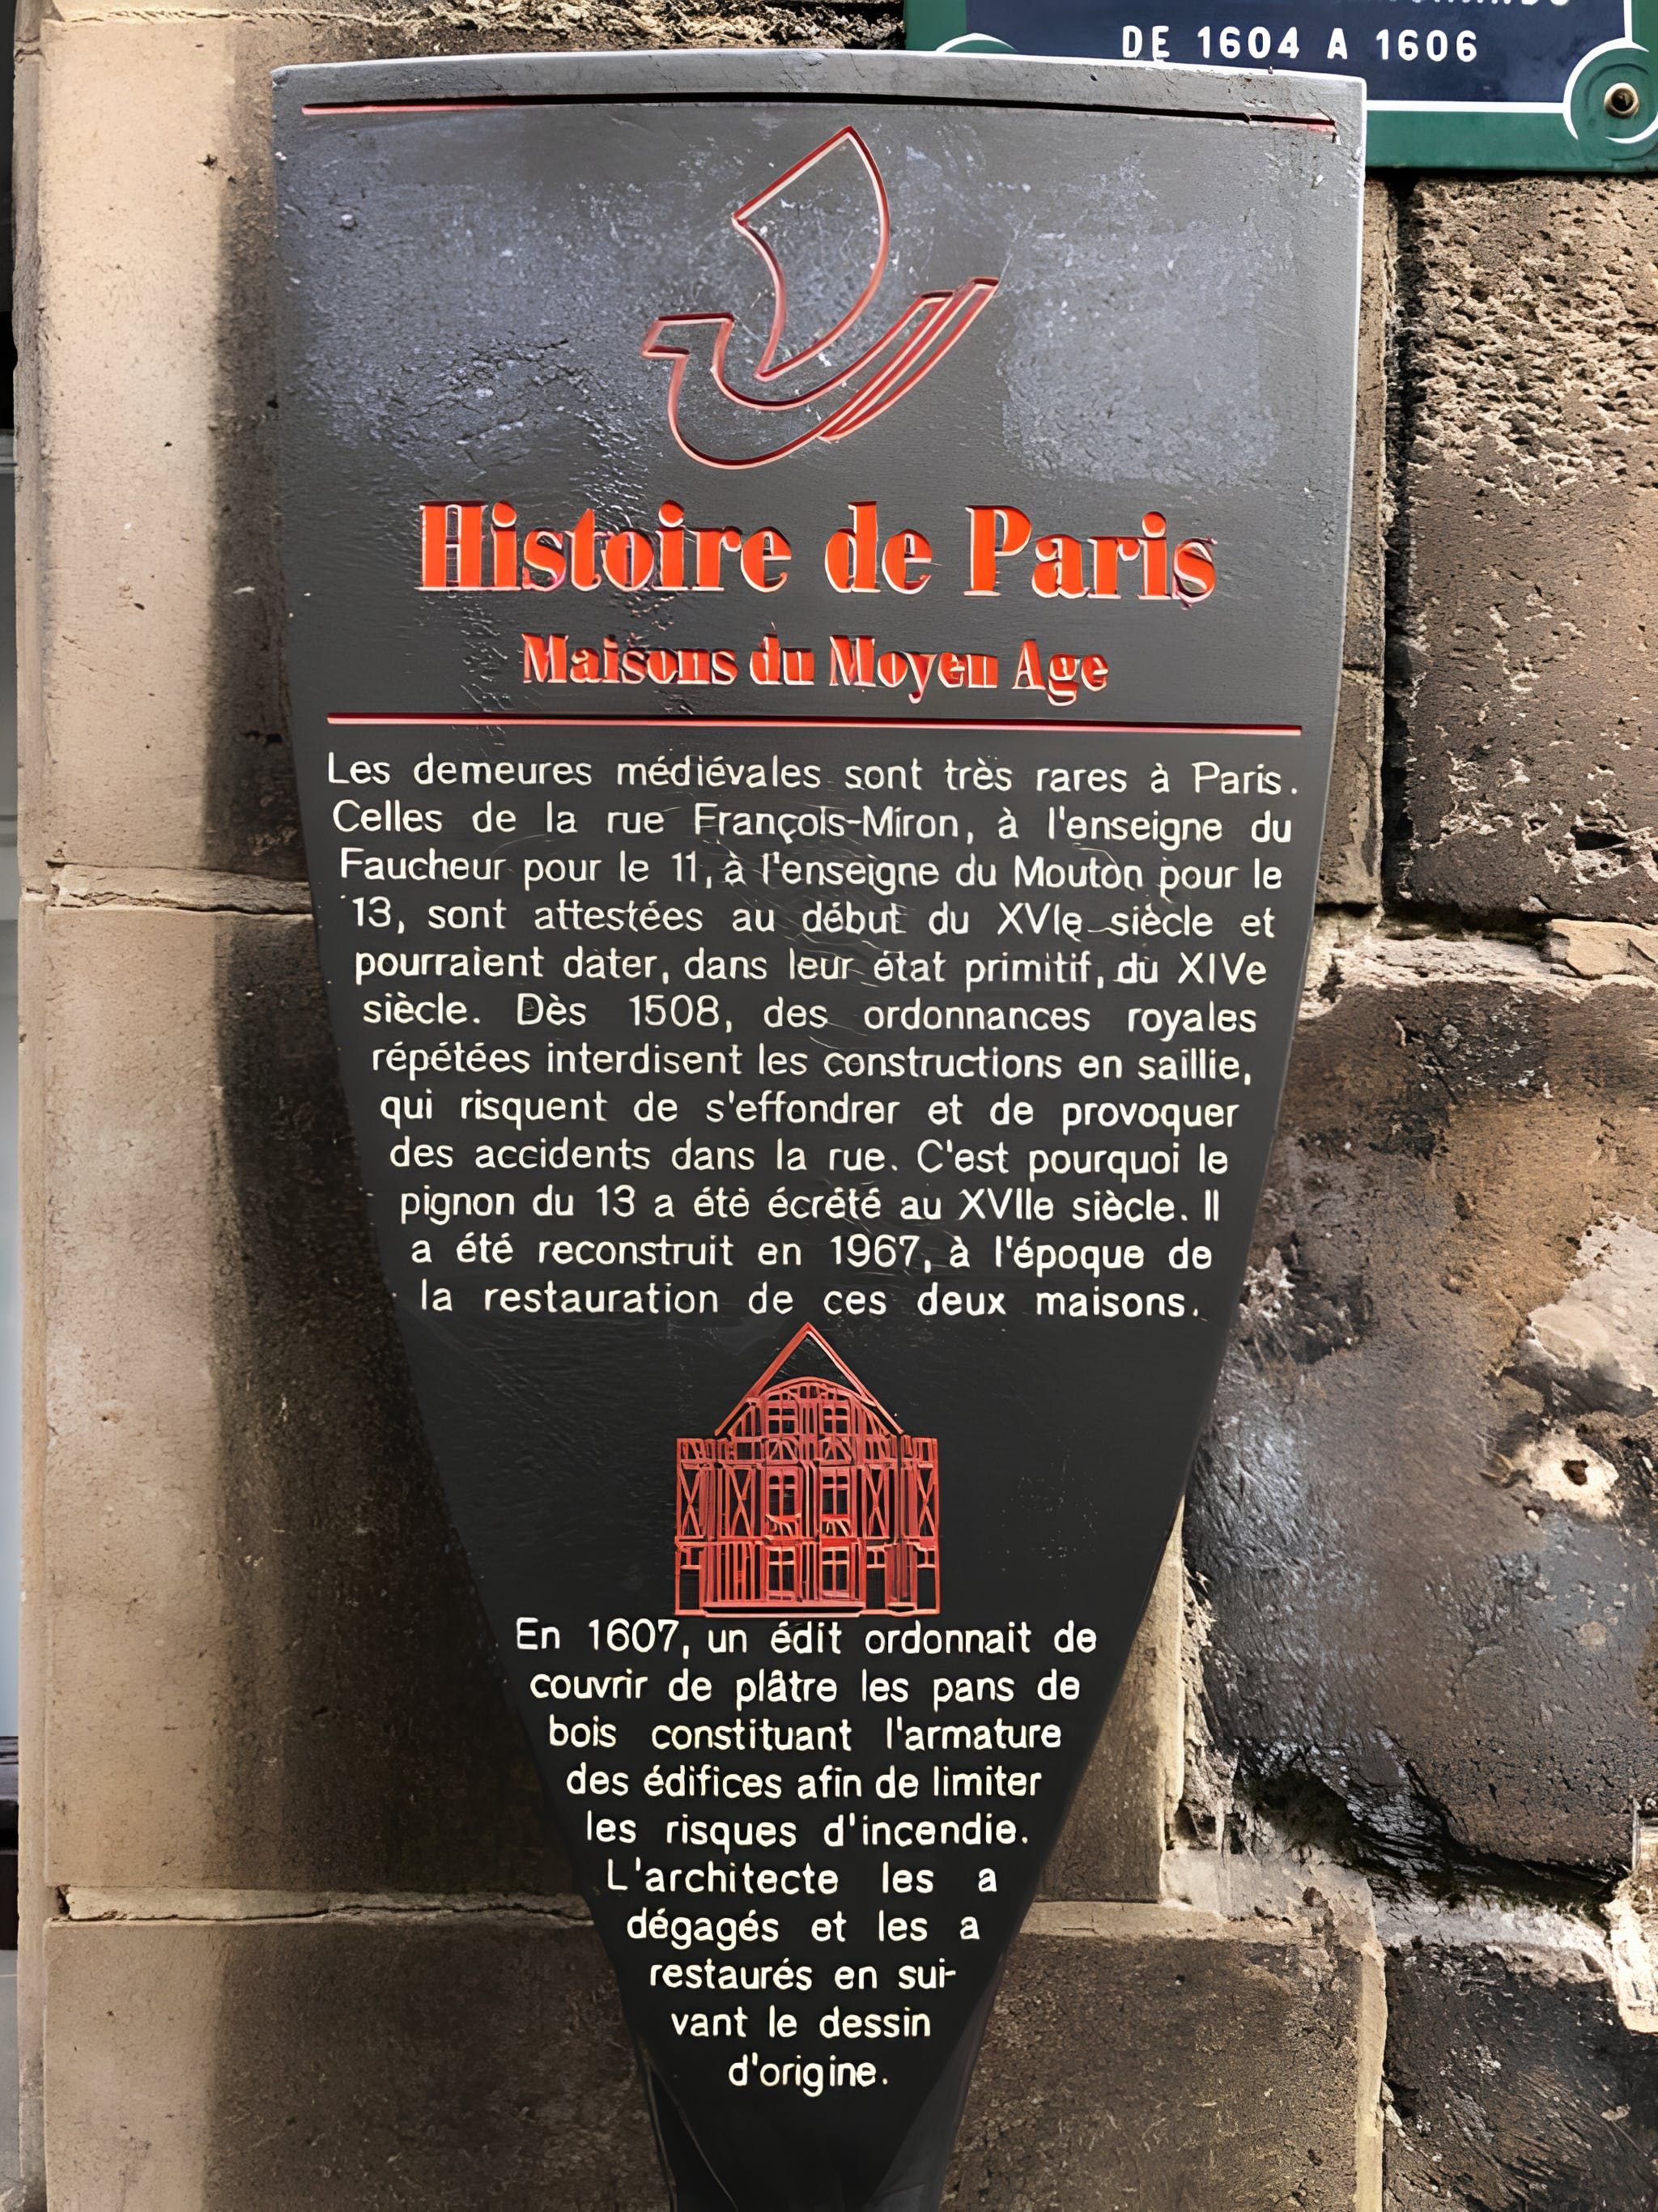 DE 1604 A 1606
Histoire de Paris
Maisons du Moyen Age
Les demeures médiévales sont très rares à Paris.
Celles de la rue François-Miron, à l'enseigne du
Faucheur pour le 11, à l'enseigne du Mouton pour le
13, sont attestées au début du XVIe siècle et
pourraient dater, dans leur état primitif, du XIVe
siècle. Dès 1508, des ordonnances royales
répétées interdisent les constructions en saillie,
qui risquent de s'effondrer et de provoquer
des accidents dans la rue. C'est pourquoi le
pignon du 13 a été écrété au XVIIe siècle. Il
a été reconstruit en 1967, à l'époque de
la restauration de ces deux maisons.
En 1607, un édit ordonnait de
couvrir de plâtre les pans de
bois constituant l'armature
des édifices afin de limiter
les risques d'incendie.
L'architecte les a
dégagés et les a
restaurés en sui-
vant le dessin
d'origine.